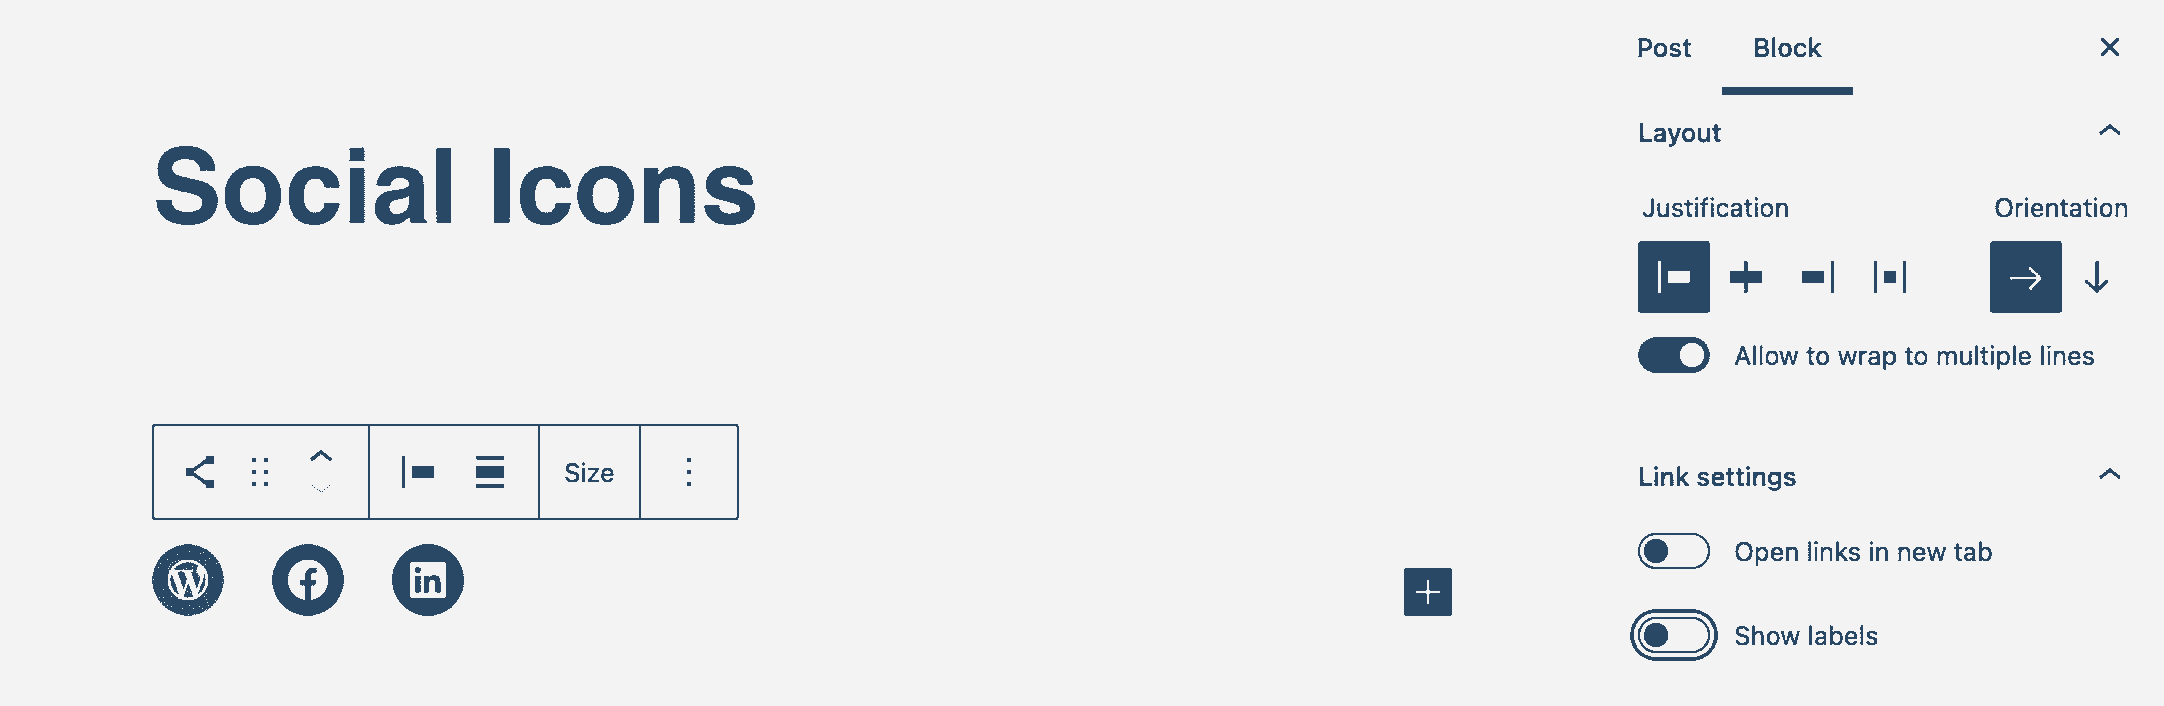 Post Block
Layout
Social Icons
Justification Orientation
Allow to wrap to multiple lines
Size
Link settings
Open links in new tab
Show labels